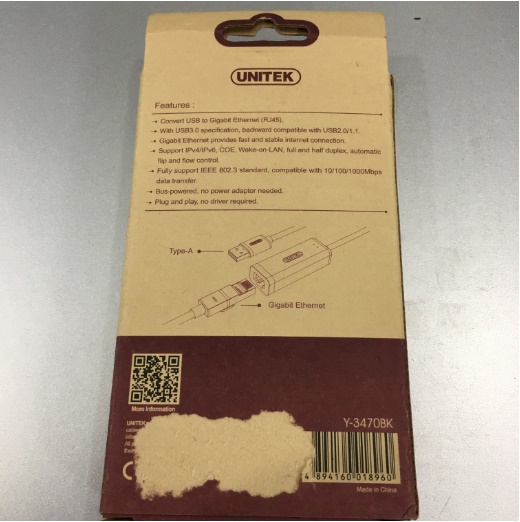 UNITEK
Features :
→ Convert USB to Gigabit Ethernet (RJ45).
→ With USB3.0 specification, backward compatible with USB2.0/1.1.
→ Gigabit Ethernet provides fast and stable internet connection.
→ Support IPv4/IPv6, COE, Wake-on-LAN, full and half duplex, automatic
flip and flow control.
→ Fully support IEEE 802.3 standard, compatible with 10/100/1000Mbps
data transfer.
→ Bus-powered, no power adaptor needed.
→ Plug and play, no driver required.
Type-A
UNITEK
Gigabit Ethernet
More Information
UNITEK
Y-3470BK
4 894160 018960
Made in China